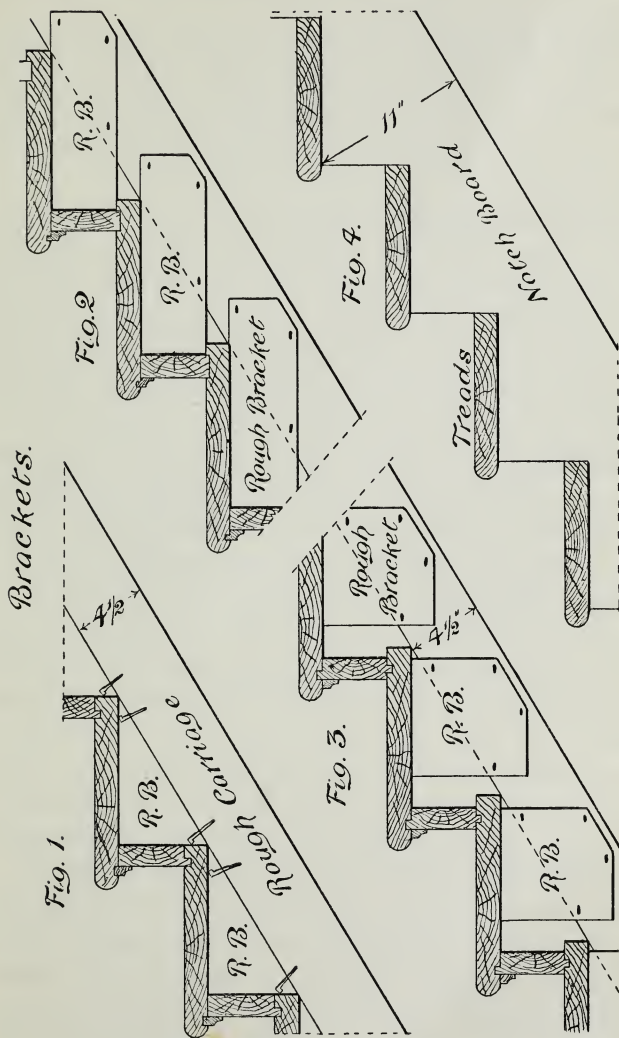 Brackets.
Fig. 1.
R. B.
R. B.
Rough Carriage
4½
Fig. 2
R. B.
R. B.
Rough Bracket
Fig. 3.
Rough
Bracket
4½"
R. B.
R. B.
Fig. 4.
11"
Notch Board
Treads